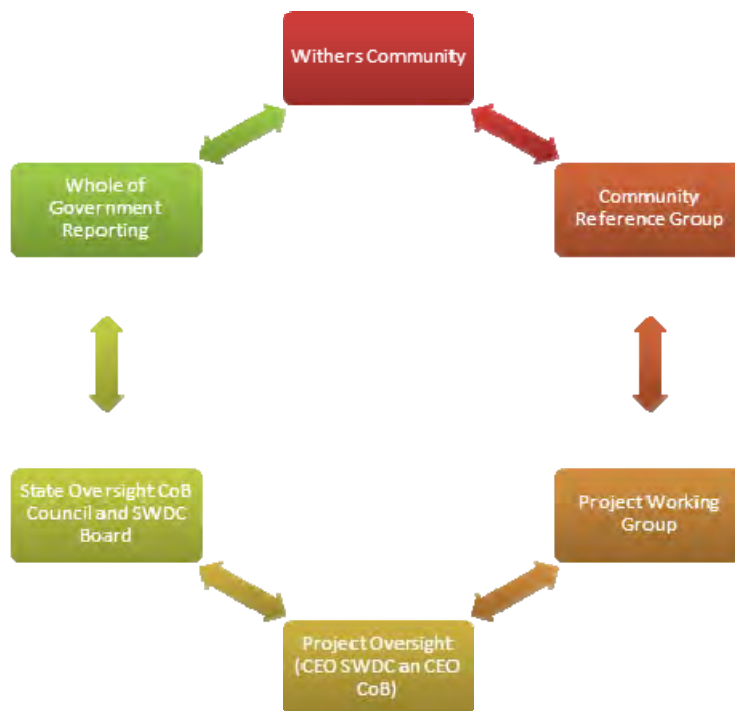 Withers Community
Whole of
Government
Reporting
Community
Reference Group
State Oversight CoB
Council and SWDC
Board
Project Working
Group
Project Oversight
(CEO SWDC an CEO
CoB)